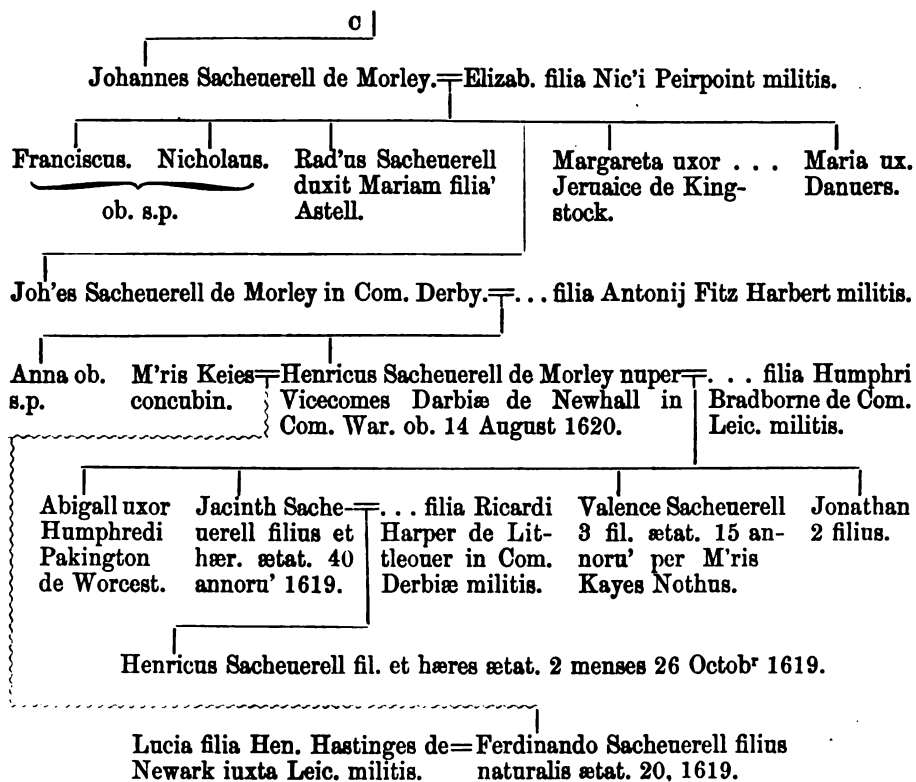 C
Johannes Sacheuerell de Morley.=Elizab. filia Nic'i Peirpoint militis.
Franciscus. Nicholaus. Rad'us Sacheuerell Margareta uxor . . . Maria ux.
duxit Mariam filia' Jeruaice de King- Danuers.
ob. s.p. Astell. stock.
Joh'es Sacheuerell de Morley in Com. Derby.=. . . filia Antonij Fitz Harbert militis.
Anna ob. M'ris Keies=Henricus Sacheuerell de Morley nuper=. . . filia Humphri
s.p. concubin. Vicecomes Darbiæ de Newhall in Bradborne de Com.
Com. War. ob. 14 August 1620. Leic. militis.
Abigall uxor Jacinth Sache-=. . . filia Ricardi Valence Sacheuerell Jonathan
Humphredi uerell filius et Harper de Lit- 3 fil. ætat. 15 an- 2 filius.
Pakington hær. ætat. 40 tleouer in Com. noru' per M'ris
de Worcest. annoru' 1619. Derbiæ militis. Kayes Nothus.
Henricus Sacheuerell fil. et hæres ætat. 2 menses 26 Octobʳ 1619.
Lucia filia Hen. Hastinges de=Ferdinando Sacheuerell filius
Newark iuxta Leic. militis. naturalis ætat. 20, 1619.